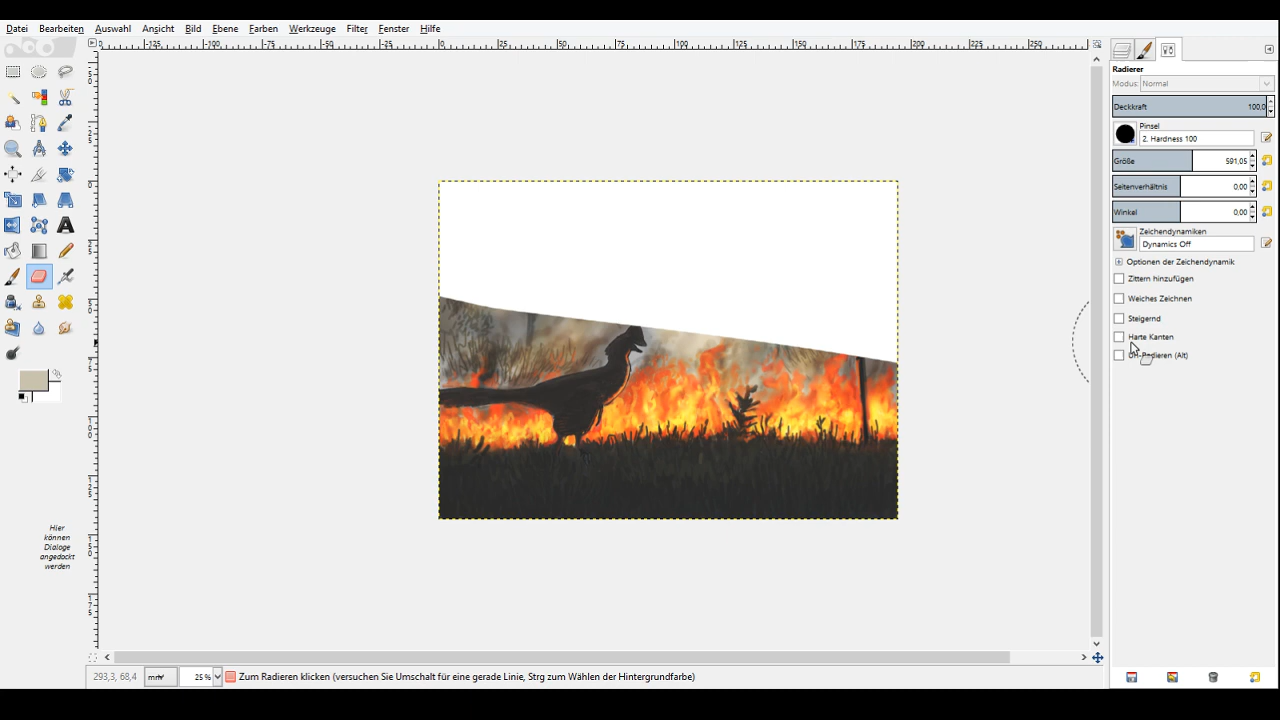 Datei Bearbeiten Auswahl Ansicht Bild Ebene Farben Werkzeuge Filter Fenster Hilfe
Radierer
Modus: Normal
Deckkraft 100,0
Pinsel
2. Hardness 100
Größe 591,05
Seitenverhältnis 0,00
Winkel 0,00
Zeichendynamiken
Dynamics Off
Optionen der Zeichendynamik
Zittern hinzufügen
Weiches Zeichnen
Steigernd
Harte Kanten
(Alt)
Hier
können
Dialoge
angedockt
werden
293,3, 68,4 mm 25 % Zum Radieren klicken (versuchen Sie Umschalt für eine gerade Linie, Strg zum Wählen der Hintergrundfarbe)